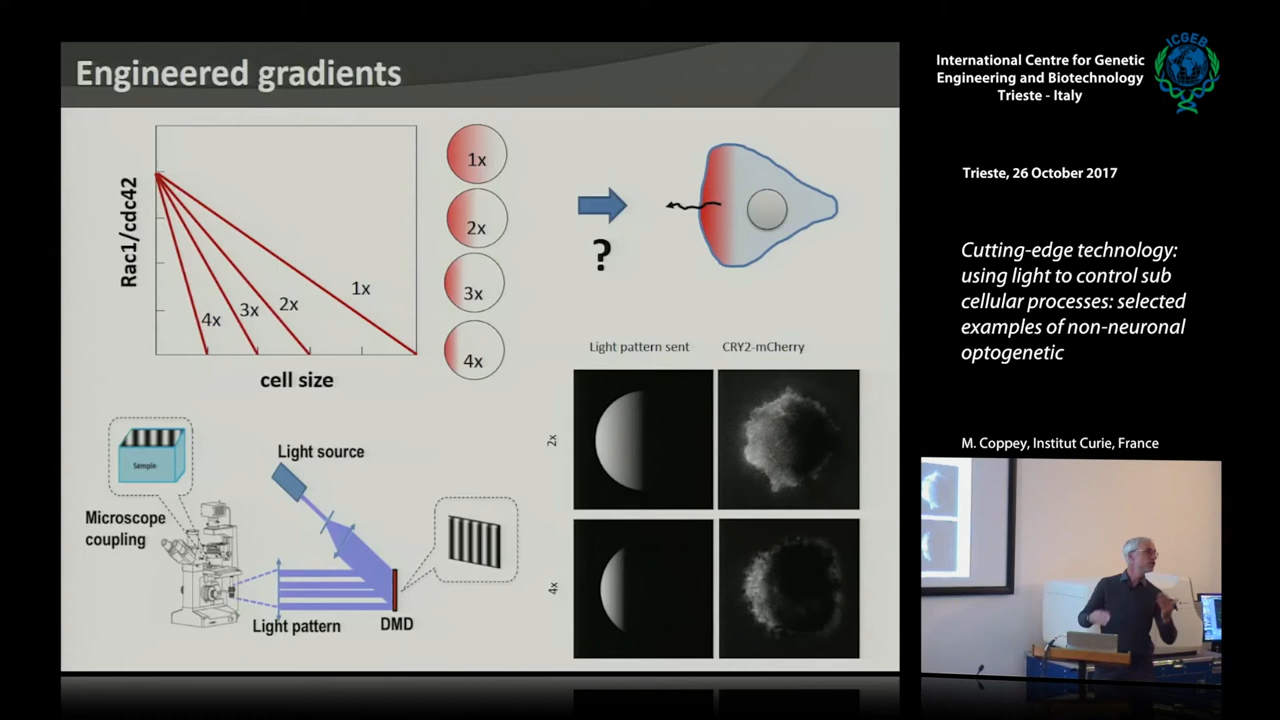 Engineered gradients
Rac1/cdc42
4x
3x
2x
1x
cell size
1x
2x
3x
4x
?
Light pattern sent
CRY2-mCherry
2x
4x
Sample
Microscope
coupling
Light source
Light pattern
DMD
International Centre for Genetic
Engineering and Biotechnology
Trieste - Italy
ICGEB
Trieste, 26 October 2017
Cutting-edge technology:
using light to control sub
cellular processes: selected
examples of non-neuronal
optogenetic
M. Coppey, Institut Curie, France